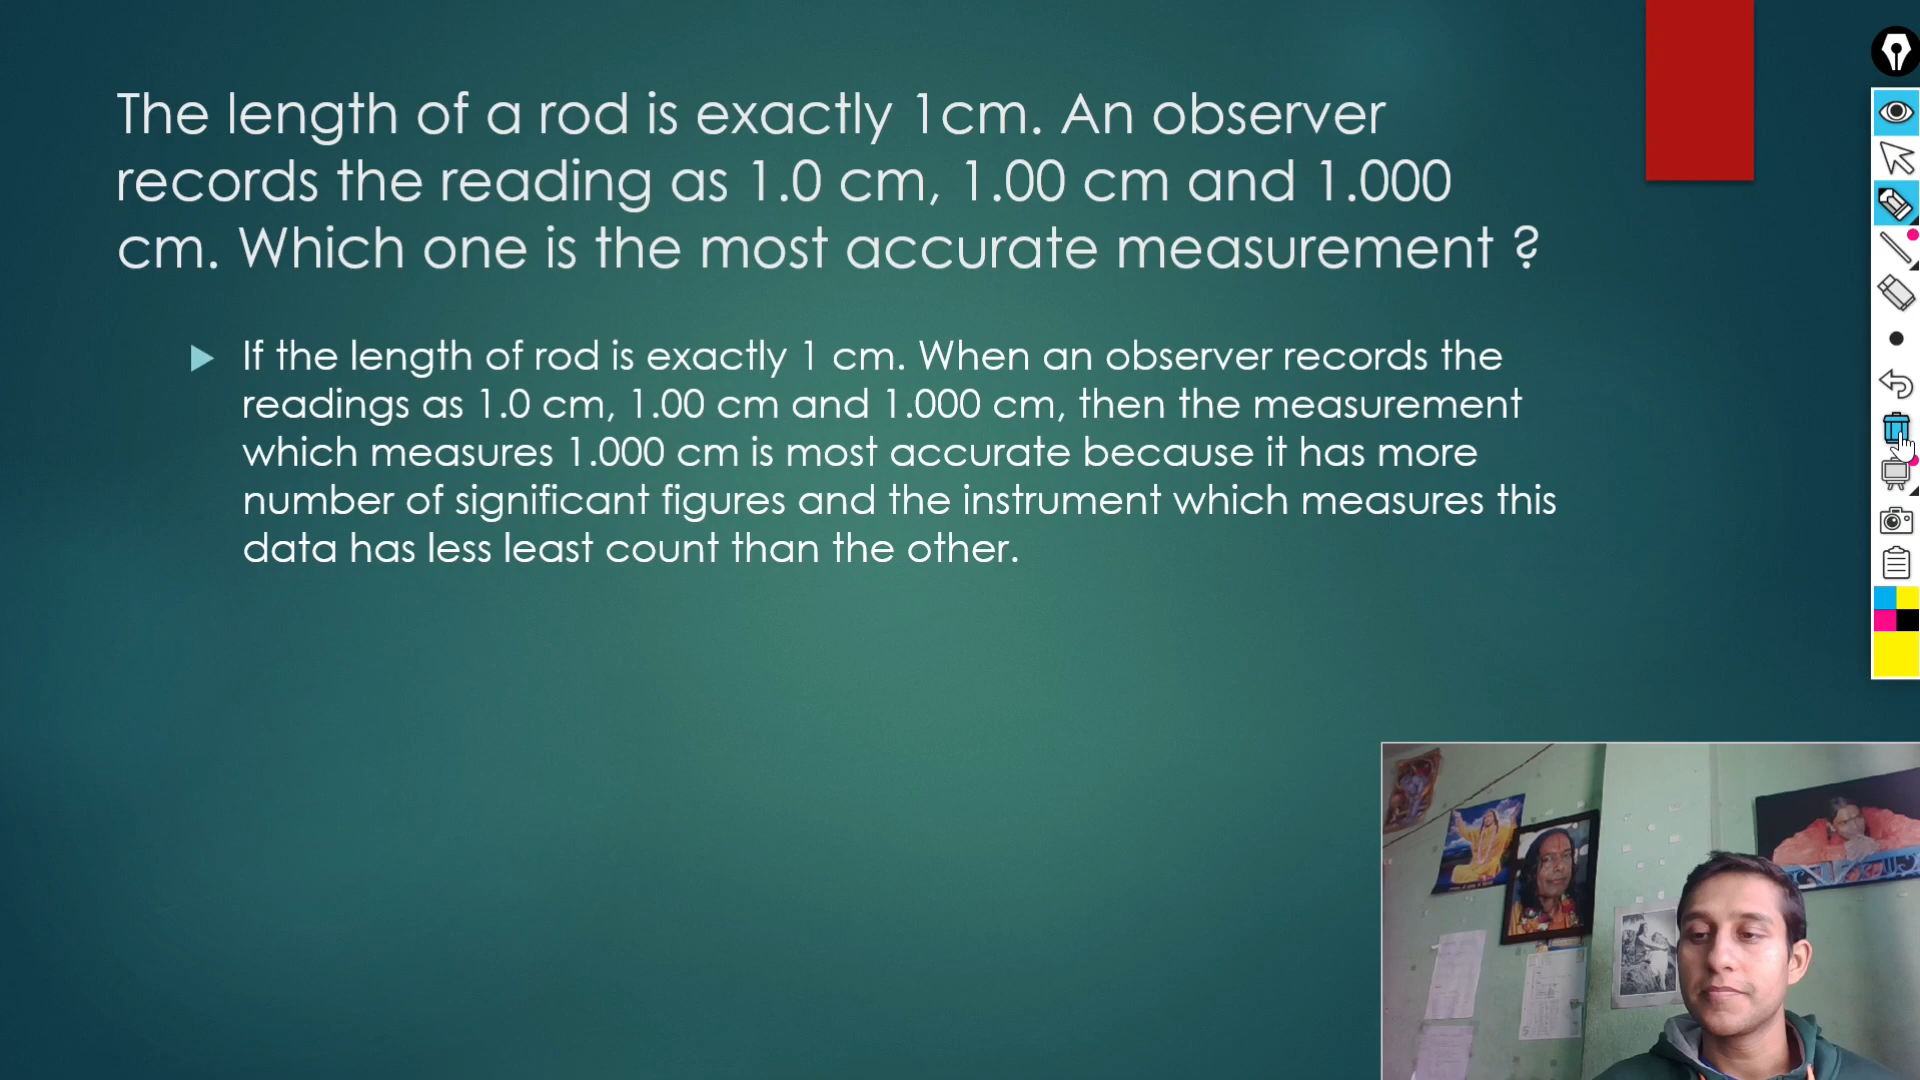 The length of a rod is exactly 1cm. An observer
records the reading as 1.0 cm, 1.00 cm and 1.000
cm. Which one is the most accurate measurement ?
If the length of rod is exactly 1 cm. When an observer records the
readings as 1.0 cm, 1.00 cm and 1.000 cm, then the measurement
which measures 1.000 cm is most accurate because it has more
number of significant figures and the instrument which measures this
data has less least count than the other.